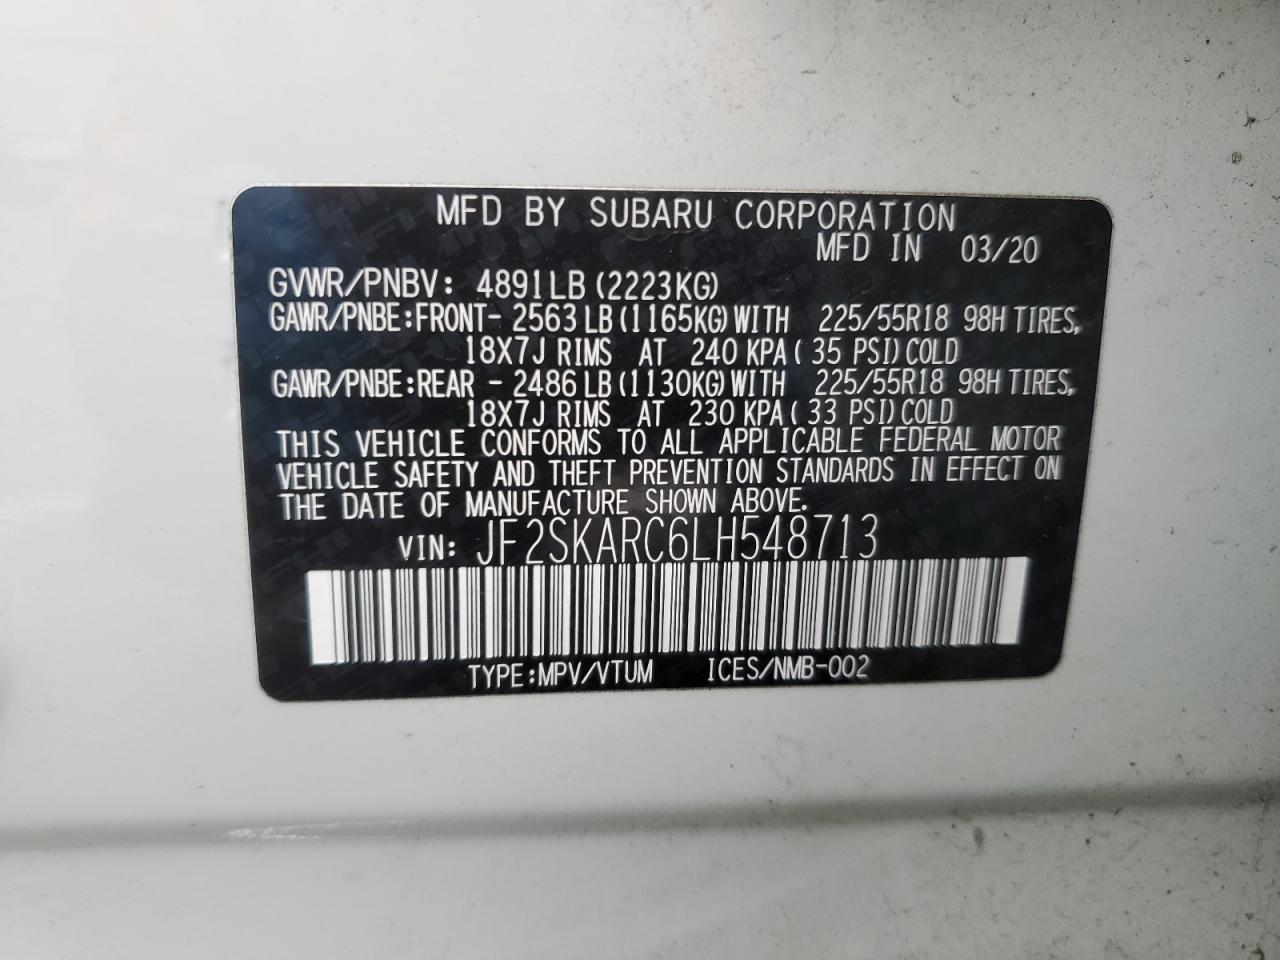 MFD BY SUBARU CORPORATION
MFD IN 03/20
GVWR/PNBV: 4891LB (2223KG)
GAWR/PNBE:FRONT- 2563 LB (1165KG) WITH 225/55R18 98H TIRES,
18X7J RIMS AT 240 KPA ( 35 PSI) COLD
GAWR/PNBE:REAR - 2486 LB (1130KG) WITH 225/55R18 98H TIRES,
18X7J RIMS AT 230 KPA ( 33 PSI) COLD
THIS VEHICLE CONFORMS TO ALL APPLICABLE FEDERAL MOTOR
VEHICLE SAFETY AND THEFT PREVENTION STANDARDS IN EFFECT ON
THE DATE OF MANUFACTURE SHOWN ABOVE.
VIN: JF2SKARC6LH548713
TYPE:MPV/VTUM ICES/NMB-002